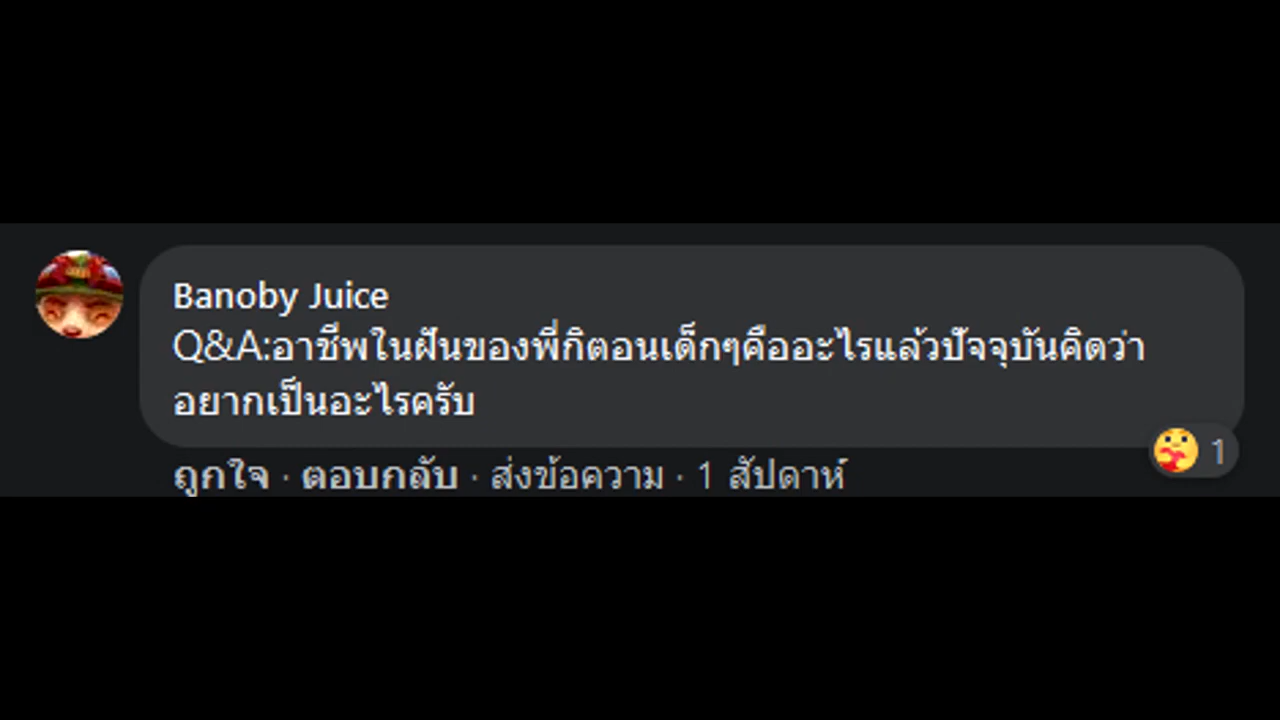 Banoby Juice
Q&A:อาชีพในฝันของพี่กิตอนเด็กๆคืออะไรแล้วปัจจุบันคิดว่า
อยากเป็นอะไรครับ
1
ถูกใจ · ตอบกลับ · ส่งข้อความ · 1 สัปดาห์